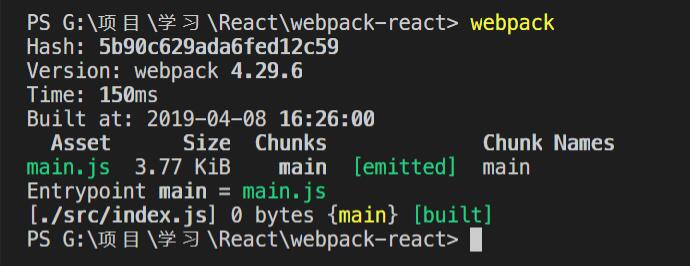 PS G:\项目\学习\React\webpack-react> webpack
Hash: 5b90c629ada6fed12c59
Version: webpack 4.29.6
Time: 150ms
Built at: 2019-04-08 16:26:00
Asset Size Chunks Chunk Names
main.js 3.77 KiB main [emitted] main
Entrypoint main = main.js
[./src/index.js] 0 bytes {main} [built]
PS G:\项目\学习\React\webpack-react>